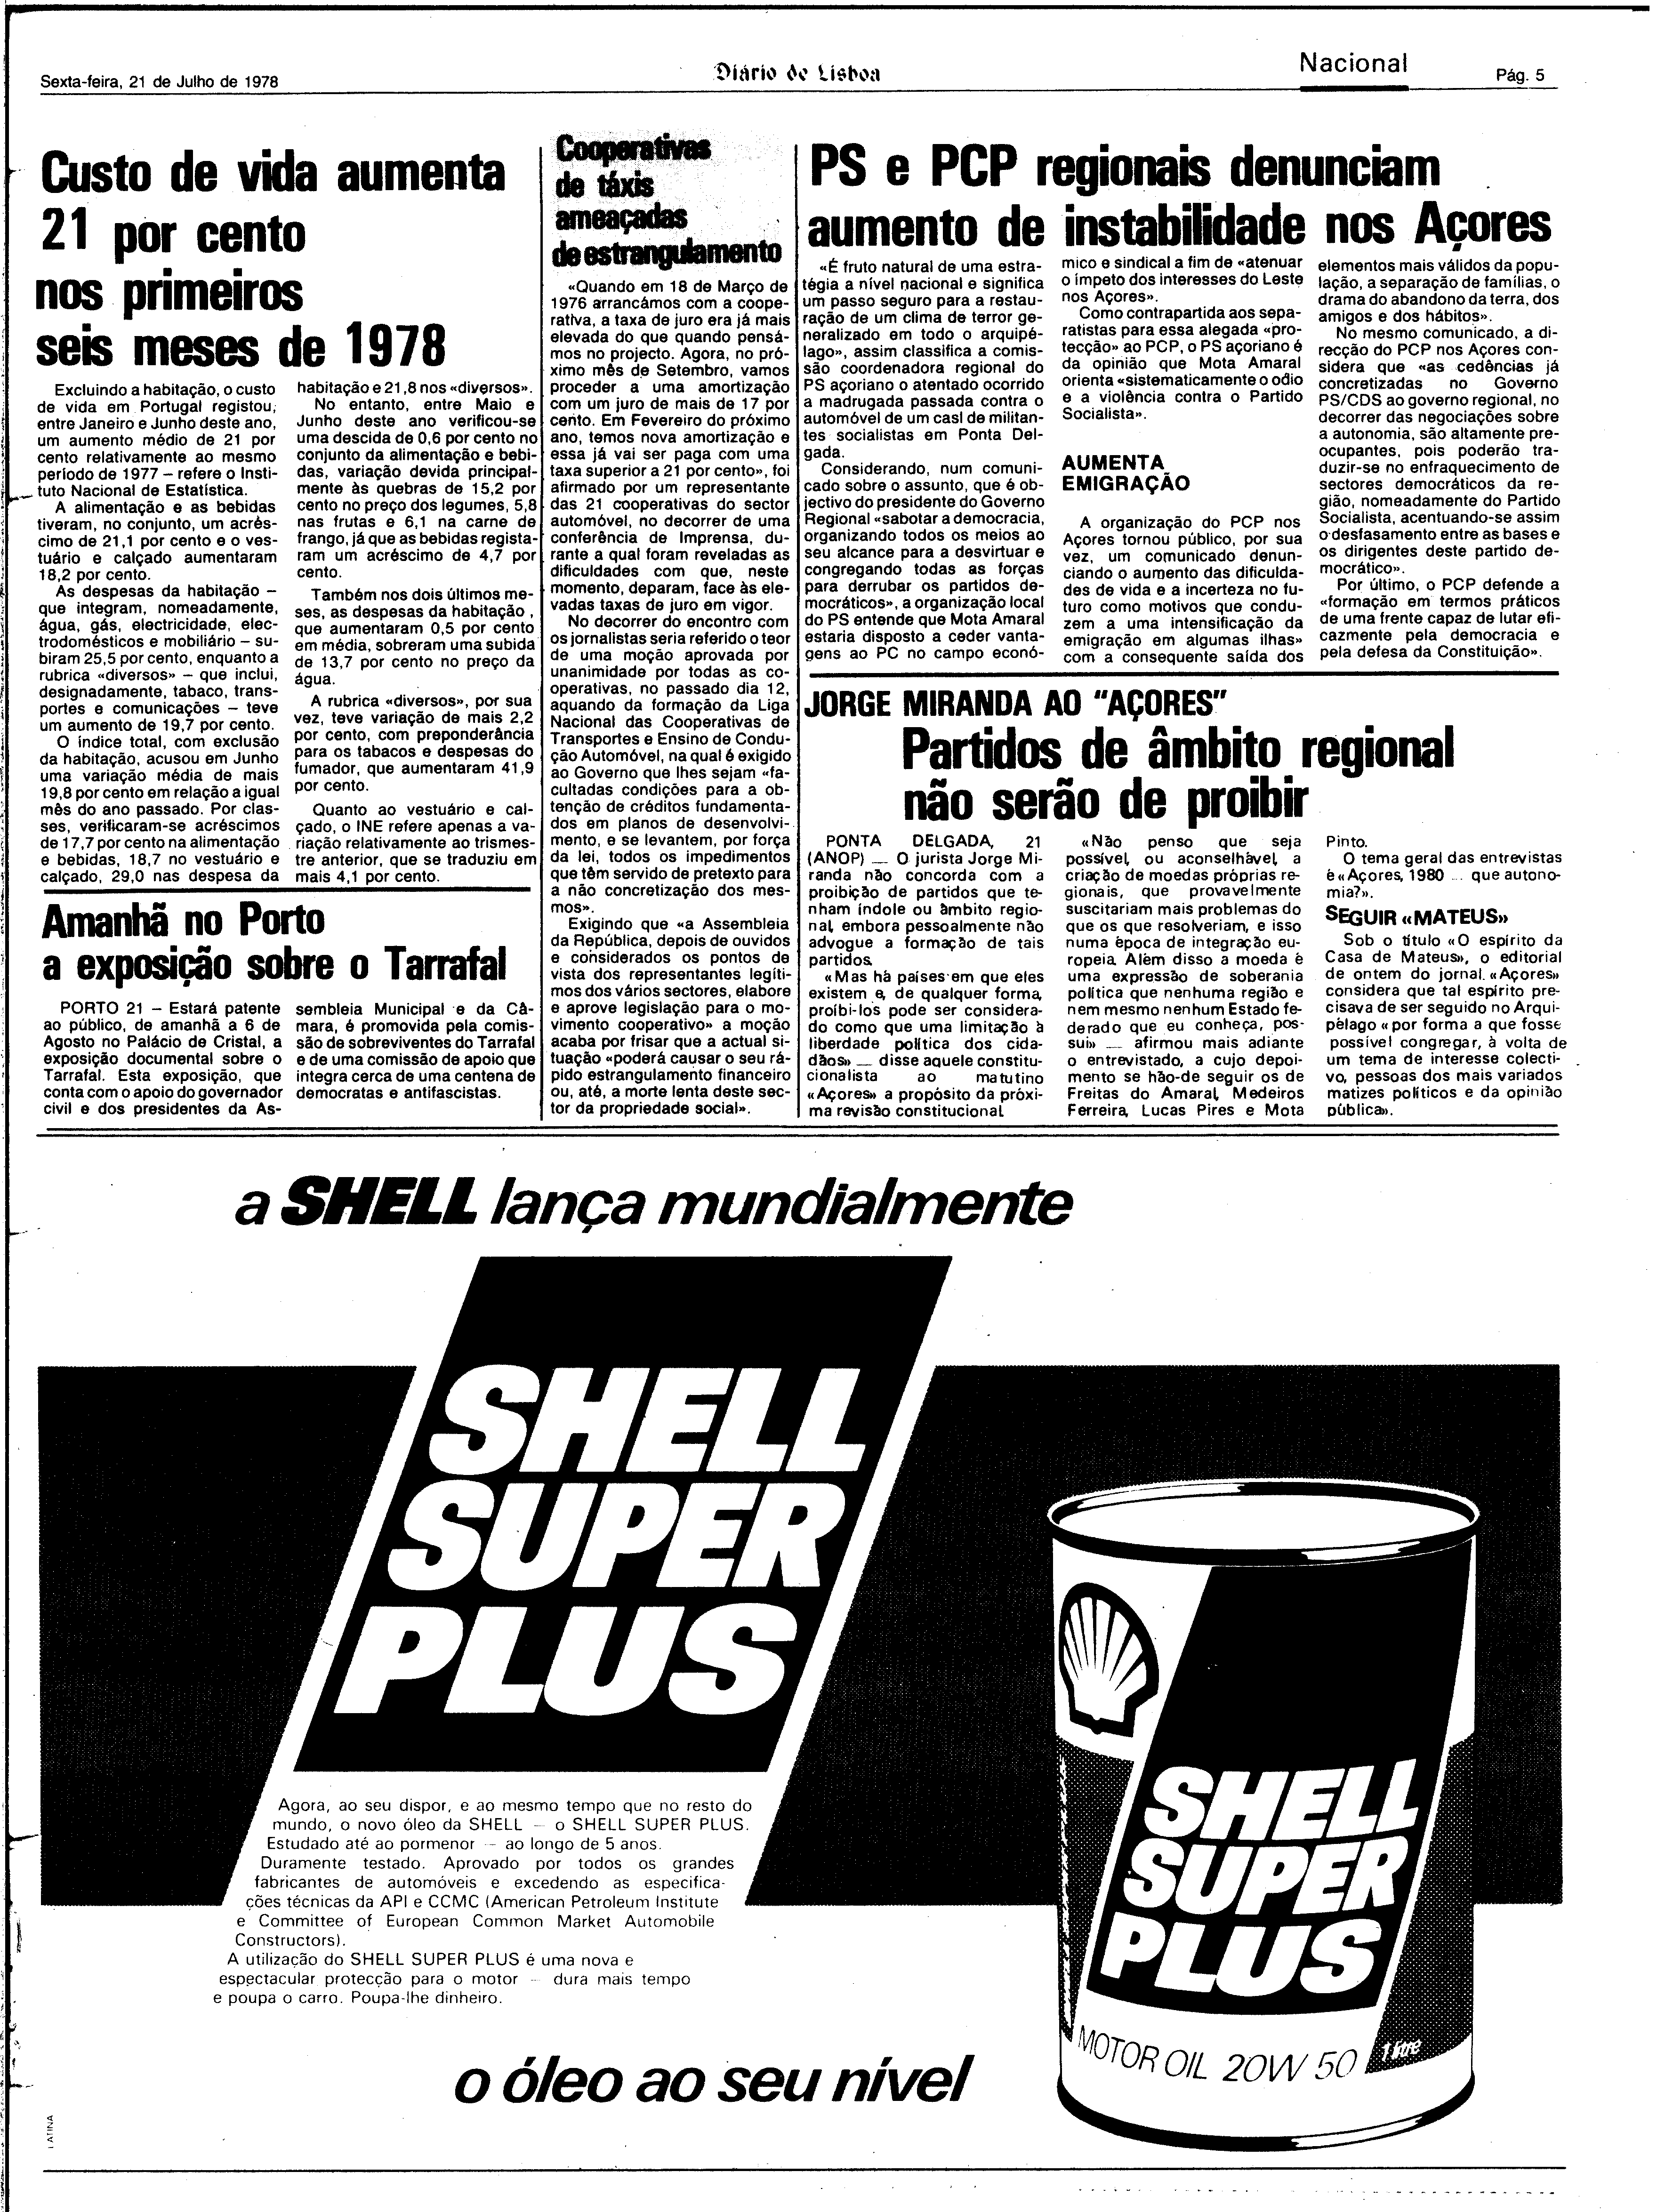 Sexta-feira, 21 de Julho de 1978
Diário de Lisboa
Nacional
Pág. 5
Custo de vida aumenta
21 por cento
nos primeiros
seis meses de 1978
Excluindo a habitação, o custo
de vida em Portugal registou,
entre Janeiro e Junho deste ano,
um aumento médio de 21 por
cento relativamente ao mesmo
período de 1977 – refere o Insti-
tuto Nacional de Estatística.
A alimentação e as bebidas
tiveram, no conjunto, um acrés-
cimo de 21,1 por cento e o ves-
tuário e calçado aumentaram
18,2 por cento.
As despesas da habitação –
que integram, nomeadamente,
água, gás, electricidade, elec-
trodomésticos e mobiliário – su-
biram 25,5 por cento, enquanto a
rubrica «diversos» – que inclui,
designadamente, tabaco, trans-
portes e comunicações – teve
um aumento de 19,7 por cento.
O índice total, com exclusão
da habitação, acusou em Junho
uma variação média de mais
19,8 por cento em relação a igual
mês do ano passado. Por clas-
ses, verificaram-se acréscimos
de 17,7 por cento na alimentação
e bebidas, 18,7 no vestuário e
calçado, 29,0 nas despesa da
habitação e 21,8 nos «diversos».
No entanto, entre Maio e
Junho deste ano verificou-se
uma descida de 0,6 por cento no
conjunto da alimentação e bebi-
das, variação devida principal-
mente às quebras de 15,2 por
cento no preço dos legumes, 5,8
nas frutas e 6,1 na carne de
frango, já que as bebidas regista-
ram um acréscimo de 4,7 por
cento.
Também nos dois últimos me-
ses, as despesas da habitação ,
que aumentaram 0,5 por cento
em média, sobreram uma subida
de 13,7 por cento no preço da
água.
A rubrica «diversos», por sua
vez, teve variação de mais 2,2
por cento, com preponderância
para os tabacos e despesas do
fumador, que aumentaram 41,9
por cento.
Quanto ao vestuário e cal-
çado, o INE refere apenas a va-
riação relativamente ao trismes-
tre anterior, que se traduziu em
mais 4,1 por cento.
Amanhã no Porto
a exposição sobre o Tarrafal
PORTO 21 – Estará patente
ao público, de amanhã a 6 de
Agosto no Palácio de Cristal, a
exposição documental sobre o
Tarrafal. Esta exposição, que
conta com o apoio do governador
civil e dos presidentes da As-
sembleia Municipal e da Câ-
mara, é promovida pela comis-
são de sobreviventes do Tarrafal
e de uma comissão de apoio que
integra cerca de uma centena de
democratas e antifascistas.
Cooperativas
de táxis
ameaçadas
de estrangulamento
«Quando em 18 de Março de
1976 arrancámos com a coope-
rativa, a taxa de juro era já mais
elevada do que quando pensá-
mos no projecto. Agora, no pró-
ximo mês de Setembro, vamos
proceder a uma amortização
com um juro de mais de 17 por
cento. Em Fevereiro do próximo
ano, temos nova amortização e
essa já vai ser paga com uma
taxa superior a 21 por cento», foi
afirmado por um representante
das 21 cooperativas do sector
automóvel, no decorrer de uma
conferência de Imprensa, du-
rante a qual foram reveladas as
dificuldades com que, neste
momento, deparam, face às ele-
vadas taxas de juro em vigor.
No decorrer do encontro com
os jornalistas seria referido o teor
de uma moção aprovada por
unanimidade por todas as co-
operativas, no passado dia 12,
aquando da formação da Liga
Nacional das Cooperativas de
Transportes e Ensino de Condu-
ção Automóvel, na qual é exigido
ao Governo que lhes sejam «fa-
cultadas condições para a ob-
tenção de créditos fundamenta-
dos em planos de desenvolvi-
mento, e se levantem, por força
da lei, todos os impedimentos
que têm servido de pretexto para
a não concretização dos mes-
mos».
Exigindo que «a Assembleia
da República, depois de ouvidos
e considerados os pontos de
vista dos representantes legíti-
mos dos vários sectores, elabore
e aprove legislação para o mo-
vimento cooperativo» a moção
acaba por frisar que a actual si-
tuação «poderá causar o seu rá-
pido estrangulamento financeiro
ou, até, a morte lenta deste sec-
tor da propriedade social».
PS e PCP regionais denunciam
aumento de instabilidade nos Açores
«É fruto natural de uma estra-
tégia a nível nacional e significa
um passo seguro para a restau-
ração de um clima de terror ge-
neralizado em todo o arquipé-
lago», assim classifica a comis-
são coordenadora regional do
PS açoriano o atentado ocorrido
a madrugada passada contra o
automóvel de um casl de militan-
tes socialistas em Ponta Del-
gada.
Considerando, num comuni-
cado sobre o assunto, que é ob-
jectivo do presidente do Governo
Regional «sabotar a democracia,
organizando todos os meios ao
seu alcance para a desvirtuar e
congregando todas as forças
para derrubar os partidos de-
mocráticos», a organização local
do PS entende que Mota Amaral
estaria disposto a ceder vanta-
gens ao PC no campo econó-
mico e sindical a fim de «atenuar
o ímpeto dos interesses do Leste
nos Açores».
Como contrapartida aos sepa-
ratistas para essa alegada «pro-
tecção» ao PCP, o PS açoriano é
da opinião que Mota Amaral
orienta «sistematicamente o odio
e a violência contra o Partido
Socialista».
AUMENTA
EMIGRAÇÃO
A organização do PCP nos
Açores tornou público, por sua
vez, um comunicado denun-
ciando o aumento das dificulda-
des de vida e a incerteza no fu-
turo como motivos que condu-
zem a uma intensificação da
emigração em algumas ilhas»
com a consequente saída dos
elementos mais válidos da popu-
lação, a separação de famílias, o
drama do abandono da terra, dos
amigos e dos hábitos».
No mesmo comunicado, a di-
recção do PCP nos Açores con-
sidera que «as cedências já
concretizadas no Governo
PS/CDS ao governo regional, no
decorrer das negociações sobre
a autonomia, são altamente pre-
ocupantes, pois poderão tra-
duzir-se no enfraquecimento de
sectores democráticos da re-
gião, nomeadamente do Partido
Socialista, acentuando-se assim
o desfasamento entre as bases e
os dirigentes deste partido de-
mocrático».
Por último, o PCP defende a
«formação em termos práticos
de uma frente capaz de lutar efi-
cazmente pela democracia e
pela defesa da Constituição».
JORGE MIRANDA AO "AÇORES"
Partidos de âmbito regional
não serão de proibir
PONTA DELGADA, 21
(ANOP) — O jurista Jorge Mi-
randa não concorda com a
proibição de partidos que te-
nham índole ou âmbito regio-
nal, embora pessoalmente não
advogue a formação de tais
partidos.
«Mas há países em que eles
existem e, de qualquer forma,
proíbi-los pode ser considera-
do como que uma limitação à
liberdade política dos cida-
dãos» — disse aquele constitu-
cionalista ao matutino
«Açores» a propósito da próxi-
ma revisão constitucional.
«Não penso que seja
possível, ou aconselhável, a
criação de moedas próprias re-
gionais, que provavelmente
suscitariam mais problemas do
que os que resolveriam, e isso
numa época de integração eu-
ropeia. Além disso a moeda é
uma expressão de soberania
política que nenhuma região e
nem mesmo nenhum Estado fe-
derado que eu conheça, pos-
sui» — afirmou mais adiante
o entrevistado, a cujo depoi-
mento se hão-de seguir os de
Freitas do Amaral, Medeiros
Ferreira, Lucas Pires e Mota
Pinto.
O tema geral das entrevistas
é «Açores, 1980 — que autono-
mia?».
SEGUIR «MATEUS»
Sob o título «O espírito da
Casa de Mateus», o editorial
de ontem do jornal «Açores»
considera que tal espírito pre-
cisava de ser seguido no Arqui-
pélago «por forma a que fosse
possível congregar, à volta de
um tema de interesse colecti-
vo, pessoas dos mais variados
matizes políticos e da opinião
pública».
a SHELL lança mundialmente
SHELL
SUPER
PLUS
Agora, ao seu dispor, e ao mesmo tempo que no resto do
mundo, o novo óleo da SHELL — o SHELL SUPER PLUS.
Estudado até ao pormenor — ao longo de 5 anos.
Duramente testado. Aprovado por todos os grandes
fabricantes de automóveis e excedendo as especifica-
ções técnicas da API e CCMC (American Petroleum Institute
e Committee of European Common Market Automobile
Constructors).
A utilização do SHELL SUPER PLUS é uma nova e
espectacular protecção para o motor — dura mais tempo
e poupa o carro. Poupa-lhe dinheiro.
SHELL
SUPER
PLUS
MOTOR OIL 20W 50
1 litre
o óleo ao seu nível
LATINA